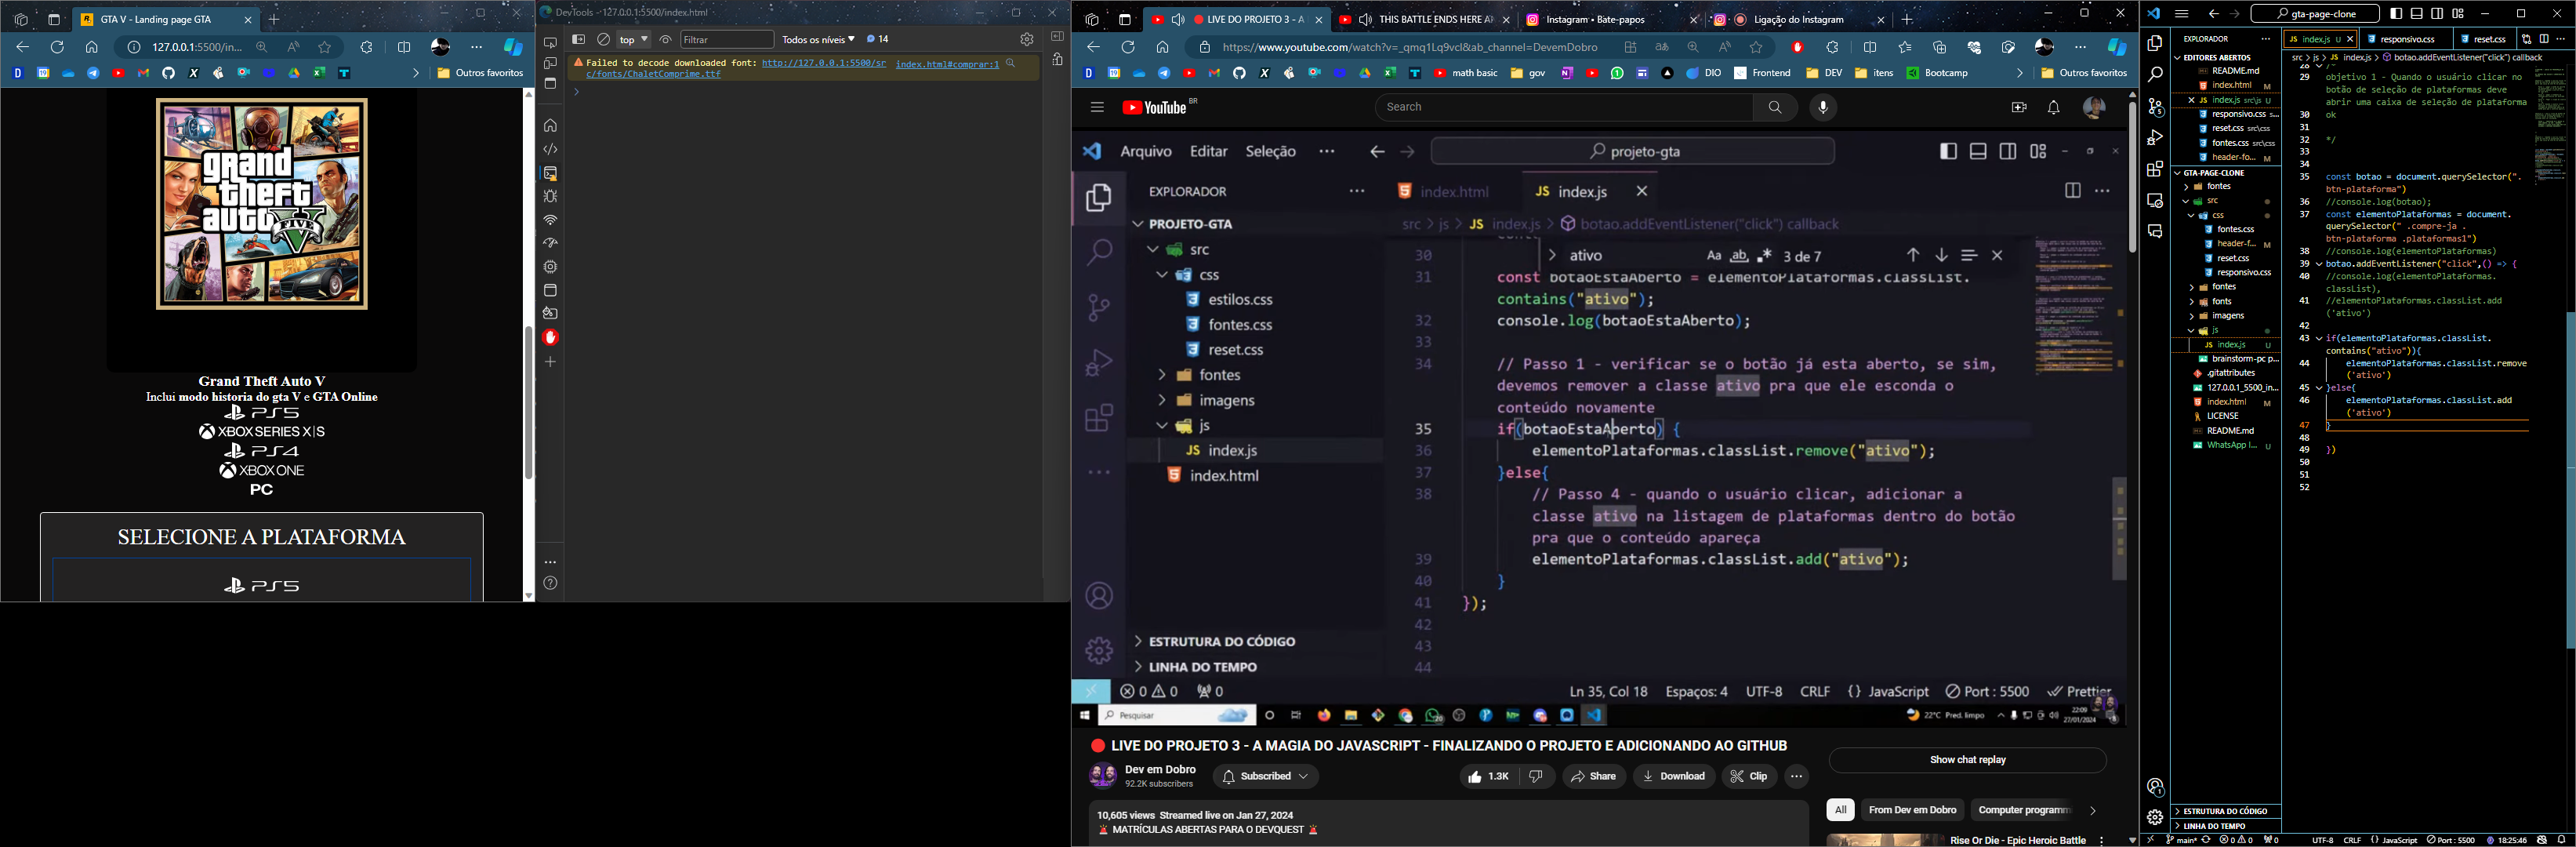 GTA V - Landing page GTA
127.0.0.1:5500/in...
Outros favoritos
grand
theft
auto V
FIVE
Grand Theft Auto V
Inclui modo historia do gta V e GTA Online
PS5
XBOX SERIES X|S
PS4
XBOX ONE
PC
SELECIONE A PLATAFORMA
PS5
DevTools - 127.0.0.1:5500/index.html
top
Filtrar
Todos os níveis
14
Failed to decode downloaded font: http://127.0.0.1:5500/sr
c/fonts/ChaletComprime.ttf
index.html#comprar:1
LIVE DO PROJETO 3 - A
THIS BATTLE ENDS HERE
Instagram • Bate-papos
Ligação do Instagram
https://www.youtube.com/watch?v=_qmq1Lq9vcI&ab_channel=DevemDobro
math basic
gov
DIO
Frontend
DEV
itens
Bootcamp
Outros favoritos
YouTube BR
Search
Arquivo Editar Seleção ···
projeto-gta
EXPLORADOR
PROJETO-GTA
src
css
estilos.css
fontes.css
reset.css
fontes
imagens
js
index.js
index.html
ESTRUTURA DO CÓDIGO
LINHA DO TEMPO
index.html
index.js
src > js > index.js > botao.addEventListener("click") callback
ativo
3 de 7
30
31 const botaoEstaAberto = elementoPlataformas.classList.
contains("ativo");
32 console.log(botaoEstaAberto);
33
34 // Passo 1 - verificar se o botão já esta aberto, se sim,
devemos remover a classe ativo pra que ele esconda o
conteúdo novamente
35 if(botaoEstaAberto) {
36 elementoPlataformas.classList.remove("ativo");
37 }else{
38 // Passo 4 - quando o usuário clicar, adicionar a
classe ativo na listagem de plataformas dentro do botão
pra que o conteúdo apareça
39 elementoPlataformas.classList.add("ativo");
40 }
41 });
42
43
44
0 0 0
Ln 35, Col 18 Espaços: 4 UTF-8 CRLF {} JavaScript Port : 5500 Prettier
Pesquisar
22°C Pred. limpo
22:09
27/01/2024
LIVE DO PROJETO 3 - A MAGIA DO JAVASCRIPT - FINALIZANDO O PROJETO E ADICIONANDO AO GITHUB
Dev em Dobro
92.2K subscribers
Subscribed
1.3K
Share
Download
Clip
10,605 views Streamed live on Jan 27, 2024
MATRÍCULAS ABERTAS PARA O DEVQUEST
Show chat replay
All
From Dev em Dobro
Computer programm
Rise Or Die - Epic Heroic Battle
gta-page-clone
EXPLORADOR
EDITORES ABERTOS
README.md
index.html M
index.js src\js U
responsivo.css s...
reset.css src\css
fontes.css src\css
header-fo... M
GTA-PAGE-CLONE
fontes
src
css
fontes.css
header-f... M
reset.css
responsivo.css
fontes
fonts
imagens
js
index.js U
brainstorm-pc p...
.gitattributes
127.0.0.1_5500_in...
index.html M
LICENSE
README.md
WhatsApp I... U
ESTRUTURA DO CÓDIGO
LINHA DO TEMPO
index.js U
responsivo.css
reset.css
src > js > index.js > botao.addEventListener("click") callback
28 /*
29 objetivo 1 - Quando o usuário clicar no
botão de seleção de plataformas deve
abrir uma caixa de seleção de plataforma
30 ok
31
32 */
33
34
35 const botao = document.querySelector(".
btn-plataforma")
36 //console.log(botao);
37 const elementoPlataformas = document.
querySelector(" .compre-ja .
btn-plataforma .plataformas1")
38 //console.log(elementoPlataformas)
39 botao.addEventListener("click",() => {
40 //console.log(elementoPlataformas.
classList),
41 //elementoPlataformas.classList.add
('ativo')
42
43 if(elementoPlataformas.classList.
contains("ativo")){
44 elementoPlataformas.classList.remove
('ativo')
45 }else{
46 elementoPlataformas.classList.add
('ativo')
47 }
48
49 })
50
51
52
main* 0 0 0 UTF-8 CRLF {} JavaScript Port : 5500 18:25:46